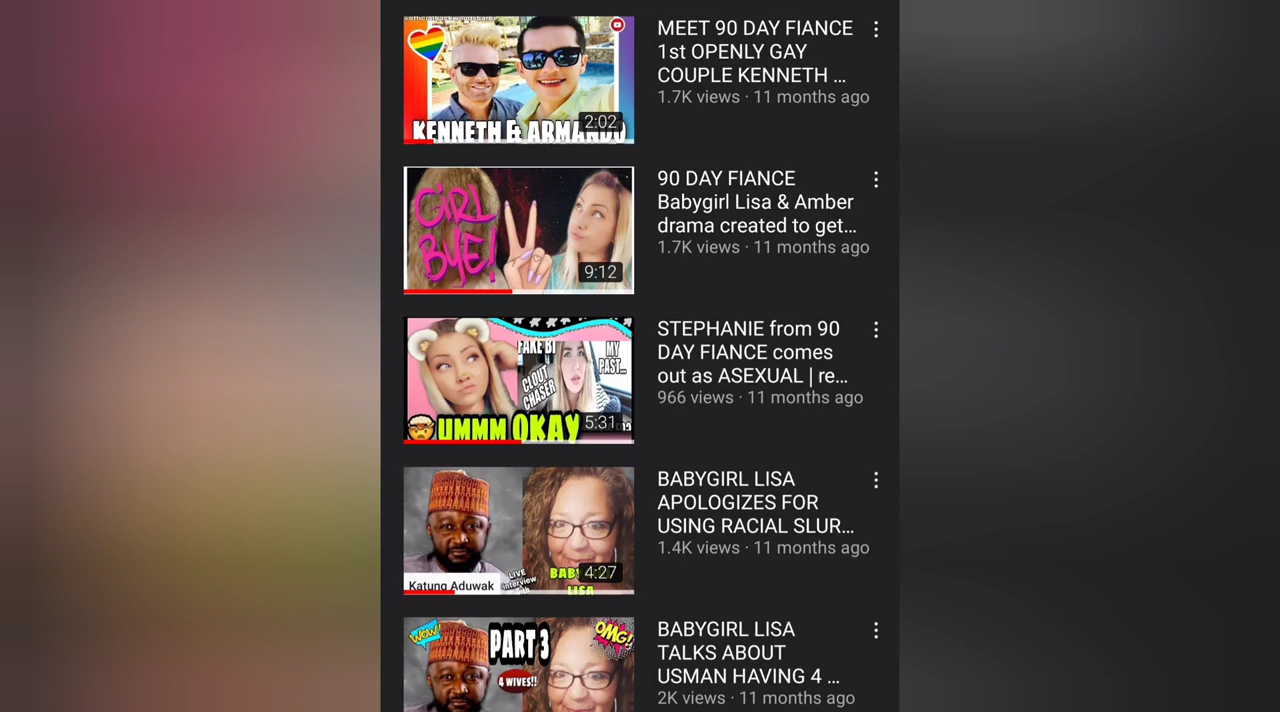 MEET 90 DAY FIANCE
1st OPENLY GAY
COUPLE KENNETH ...
1.7K views · 11 months ago
KENNETH & ARMANDO
2:02
90 DAY FIANCE
Babygirl Lisa & Amber
drama created to get...
1.7K views · 11 months ago
GIRL
BYE!
9:12
STEPHANIE from 90
DAY FIANCE comes
out as ASEXUAL | re...
966 views · 11 months ago
FAKE BI
MY
PAST...
CLOUT
CHASER
UMMM OKAY
5:31
BABYGIRL LISA
APOLOGIZES FOR
USING RACIAL SLUR...
1.4K views · 11 months ago
Katung Aduwak
LIVE
interview
with
LISA
4:27
BABYGIRL LISA
TALKS ABOUT
USMAN HAVING 4 ...
2K views · 11 months ago
WOW!
PART 3
OMG!!
4 WIVES!!